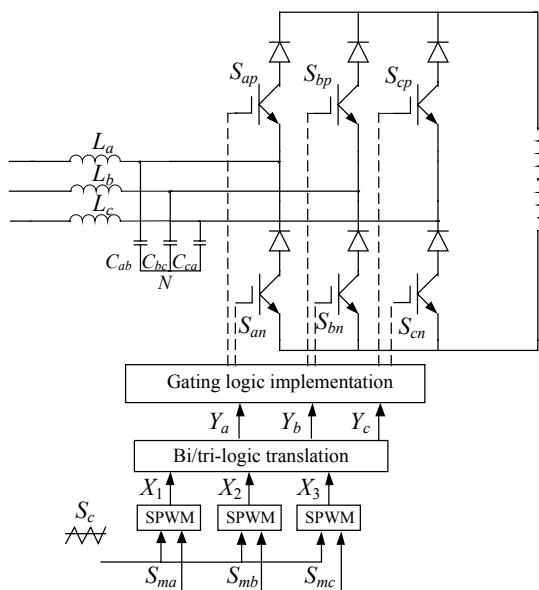 S_ap S_bp S_cp
L_a
L_b
L_c
C_ab C_bc C_ca
N
S_an S_bn S_cn
Gating logic implementation
Y_a Y_b Y_c
Bi/tri-logic translation
X_1 X_2 X_3
S_c
SPWM SPWM SPWM
S_ma S_mb S_mc